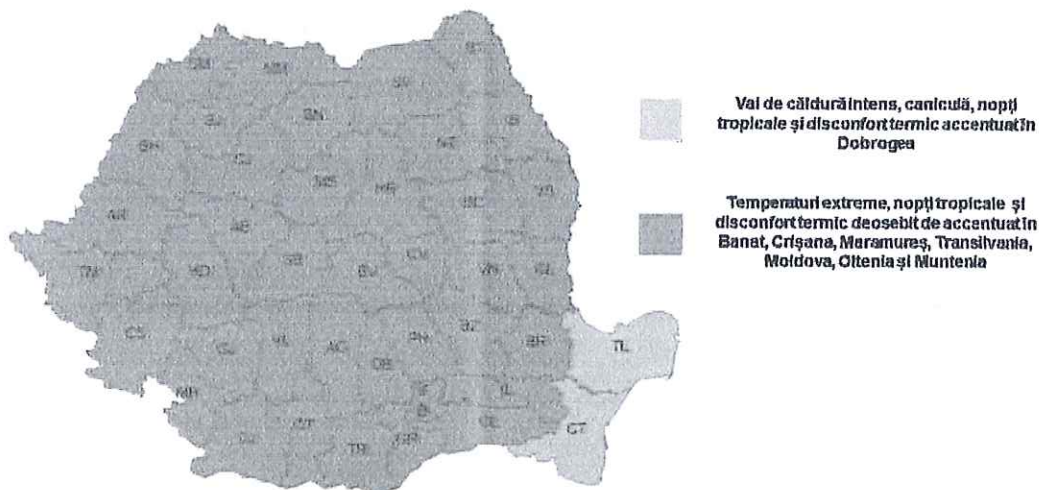 SM
MM
BT
SV
SJ
BN
IS
BH
CJ
NT
MS
HR
BC
VS
AR
AB
TM
HD
SB
BV
CV
VN
GL
CS
GJ
VL
AG
PH
BZ
BR
TL
DB
MH
IF
IL
B
CL
CT
DJ
OT
TR
GR
Val de căldură intens, caniculă, nopți
tropicale și disconfort termic accentuat în
Dobrogea
Temperaturi extreme, nopți tropicale și
disconfort termic deosebit de accentuat în
Banat, Crișana, Maramureș, Transilvania,
Moldova, Oltenia și Muntenia